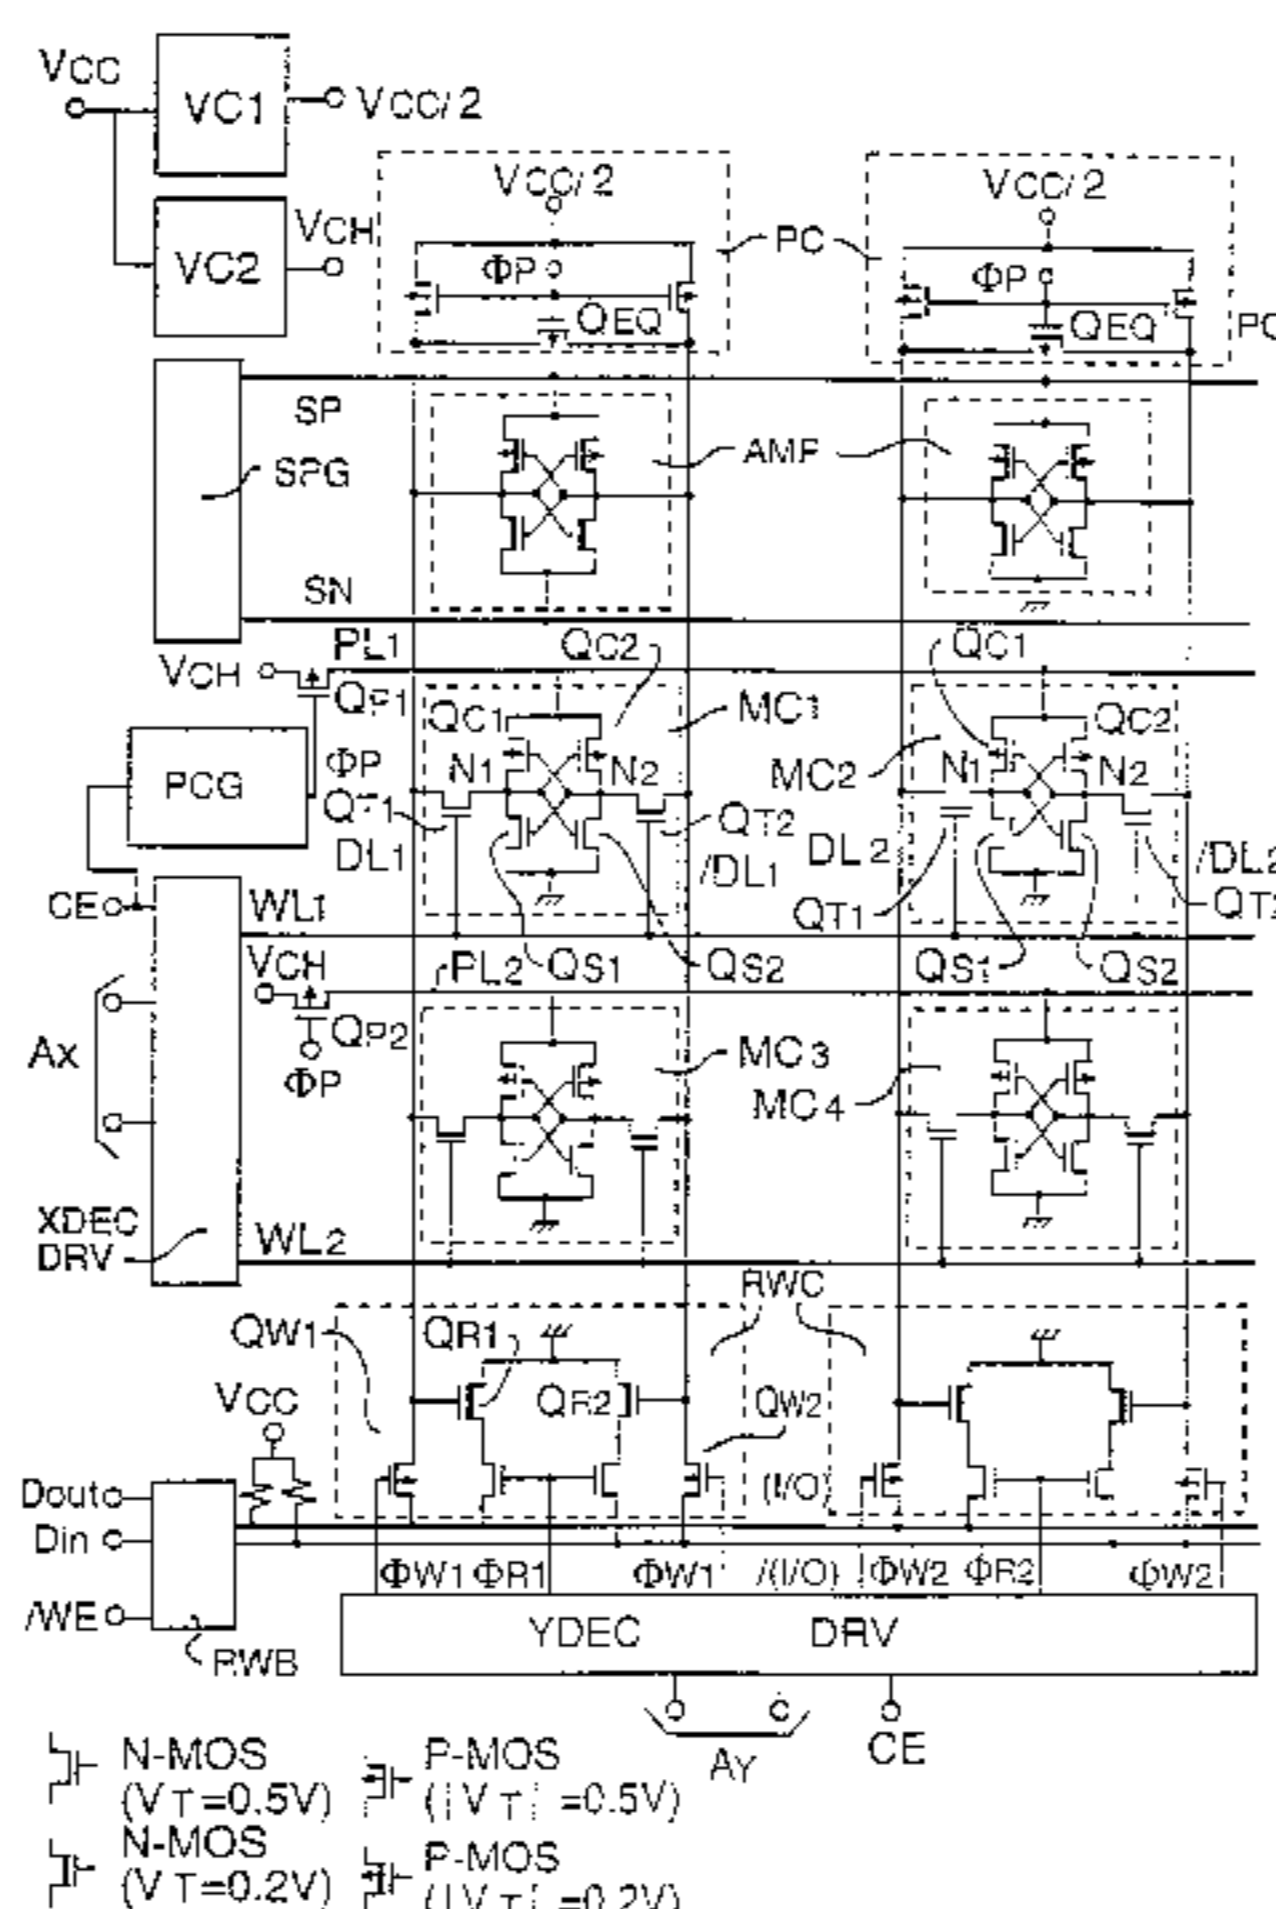 VCC
VC1
VCC/2
VC2
VCH
VCC/2
VCC/2
PC
ΦP
ΦP
QEQ
QEQ
SP
SPG
AMP
SN
PL1
QC2
QC1
VCH
QP1
QC1
MC1
QC2
PCG
ΦP
N1
N2
MC2
N1
N2
QT1
QT2
DL1
/DL1
DL2
/DL2
QT1
CE
WL1
VCH
PL2
QS1
QS2
QS1
QS2
Ax
QP2
ΦP
MC3
MC4
XDEC
DRV
WL2
RWC
QW1
QR1
VCC
QR2
QW2
Dout
Din
(I/O)
/WE
ΦW1
ΦR1
ΦW1
/(I/O)
ΦW2
ΦR2
ΦW2
RWB
YDEC DRV
AY
CE
N-MOS
(VT=0.5V)
P-MOS
(|VT|=0.5V)
N-MOS
(VT=0.2V)
P-MOS
(|VT|=0.2V)